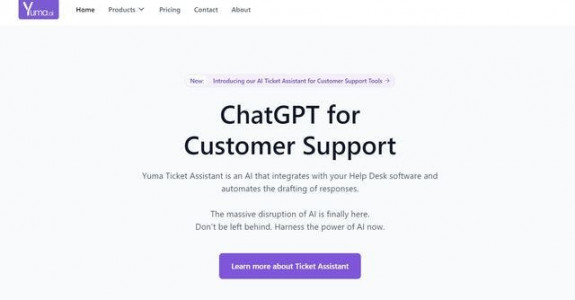 Yuma.ai
Home Products Pricing Contact About
New: Introducing our AI Ticket Assistant for Customer Support Tools →
ChatGPT for
Customer Support
Yuma Ticket Assistant is an AI that integrates with your Help Desk software and
automates the drafting of responses.
The massive disruption of AI is finally here.
Don't be left behind. Harness the power of AI now.
Learn more about Ticket Assistant